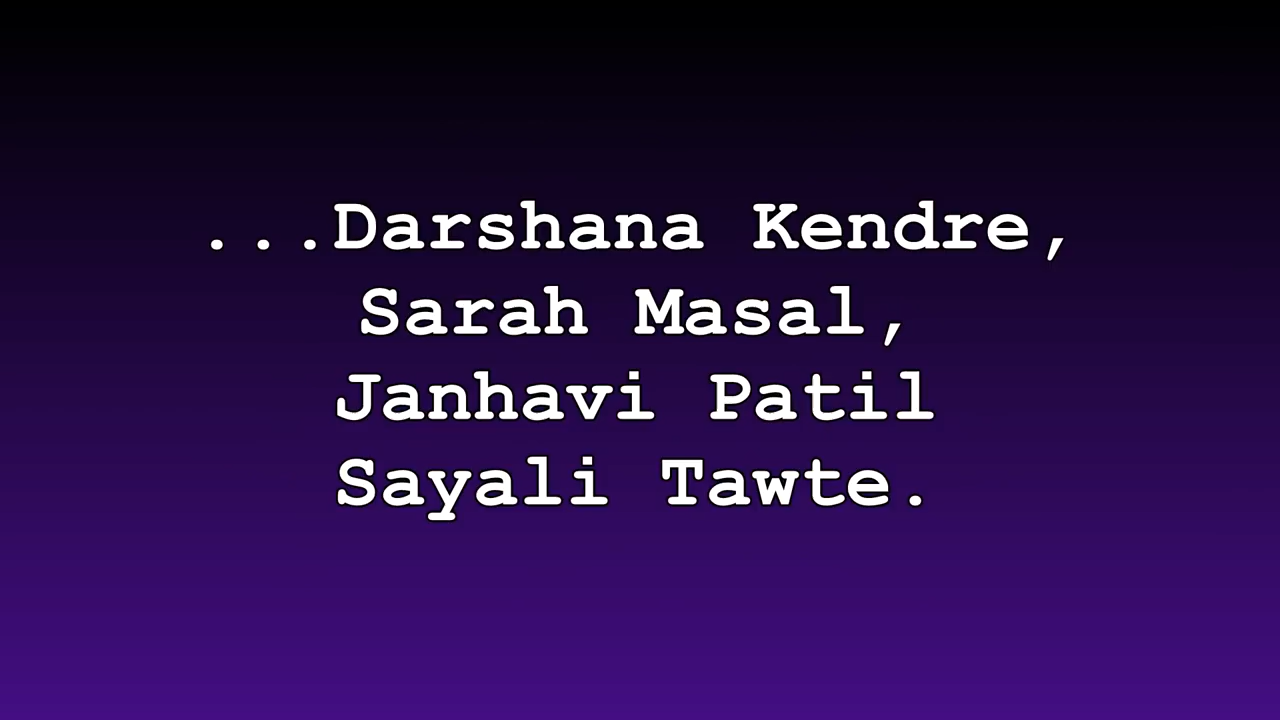 ...Darshana Kendre,
Sarah Masal,
Janhavi Patil
Sayali Tawte.